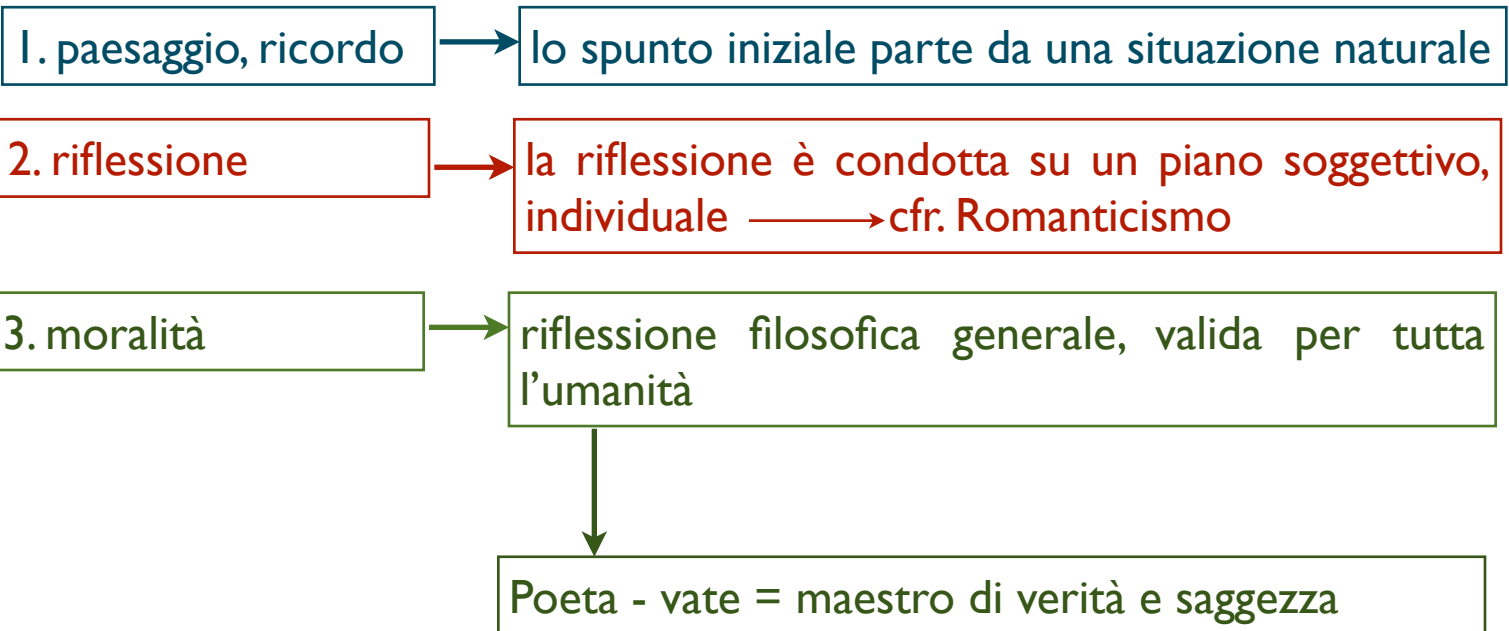 1. paesaggio, ricordo
lo spunto iniziale parte da una situazione naturale
2. riflessione
la riflessione è condotta su un piano soggettivo,
individuale → cfr. Romanticismo
3. moralità
riflessione filosofica generale, valida per tutta
l'umanità
Poeta - vate = maestro di verità e saggezza